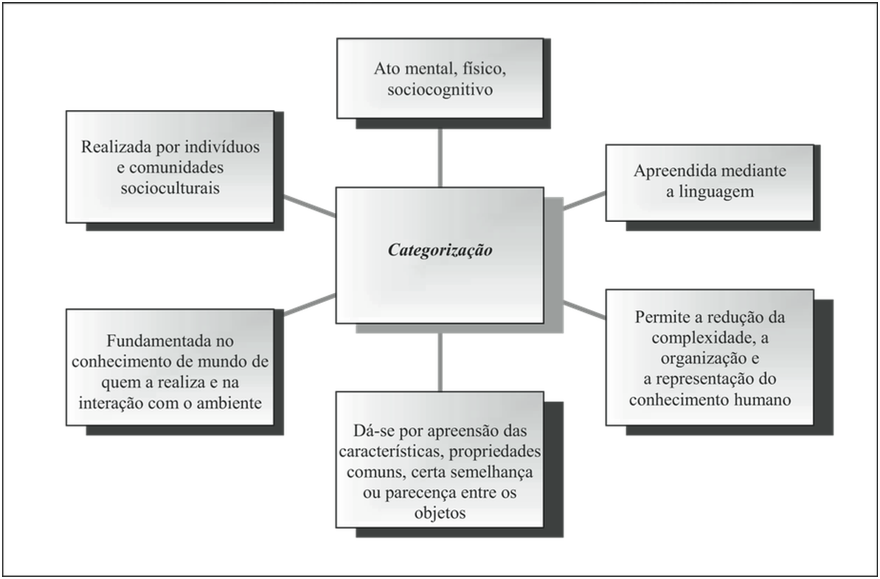 Ato mental, físico,
sociocognitivo
Realizada por indivíduos
e comunidades
socioculturais
Apreendida mediante
a linguagem
Categorização
Fundamentada no
conhecimento de mundo de
quem a realiza e na
interação com o ambiente
Permite a redução da
complexidade, a
organização e
a representação do
conhecimento humano
Dá-se por apreensão das
características, propriedades
comuns, certa semelhança
ou parecença entre os
objetos